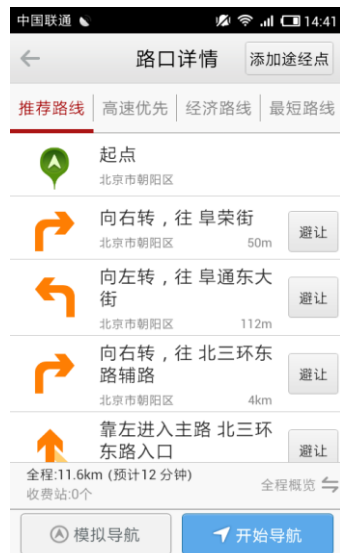 中国联通 14:41
路口详情 添加途经点
推荐路线 高速优先 经济路线 最短路线
起点
北京市朝阳区
向右转，往 阜荣街
北京市朝阳区 50m
避让
向左转，往 阜通东大
街
北京市朝阳区 112m
避让
向右转，往 北三环东
路辅路
北京市朝阳区 4km
避让
靠左进入主路 北三环
东路入口
避让
全程:11.6km (预计12 分钟)
收费站:0个
全程概览
模拟导航 开始导航